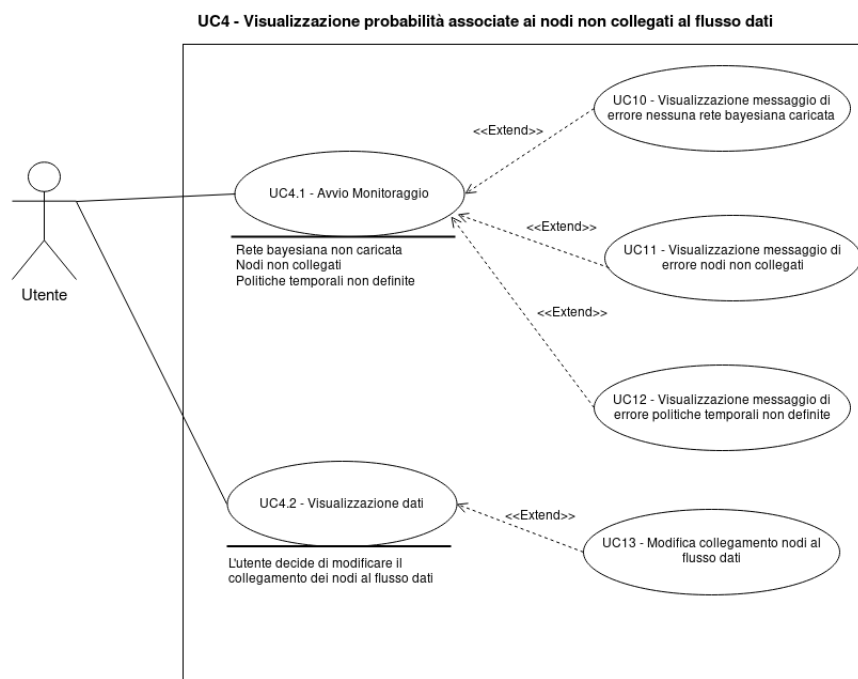 UC4 - Visualizzazione probabilità associate ai nodi non collegati al flusso dati
UC10 - Visualizzazione messaggio di
errore nessuna rete bayesiana caricata
<<Extend>>
UC4.1 - Avvio Monitoraggio
<<Extend>>
Rete bayesiana non caricata
Nodi non collegati
Politiche temporali non definite
UC11 - Visualizzazione messaggio di
errore nodi non collegati
Utente
<<Extend>>
UC12 - Visualizzazione messaggio di
errore politiche temporali non definite
UC4.2 - Visualizzazione dati
<<Extend>>
UC13 - Modifica collegamento nodi al
flusso dati
L'utente decide di modificare il
collegamento dei nodi al flusso dati